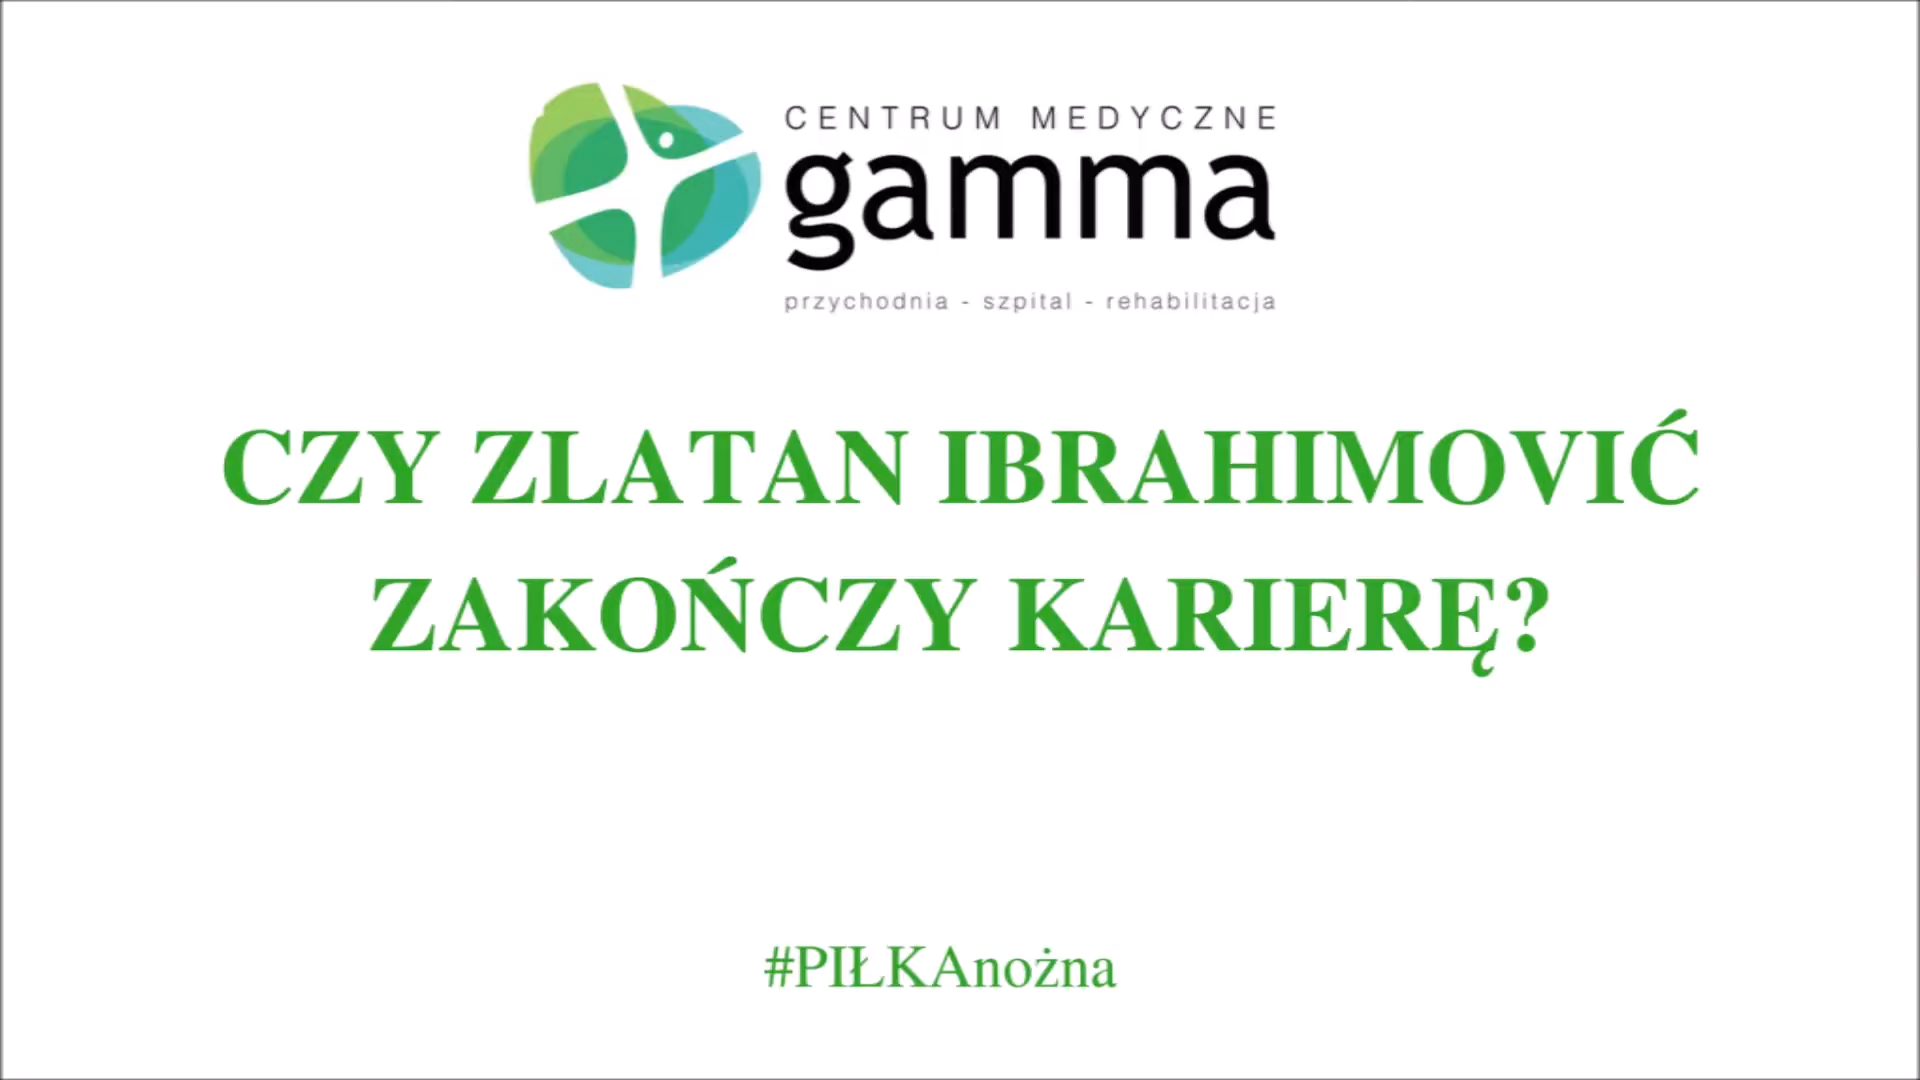 CENTRUM MEDYCZNE
gamma
przychodnia - szpital - rehabilitacja
CZY ZLATAN IBRAHIMOVIĆ
ZAKOŃCZY KARIERĘ?
#PIŁKAnożna